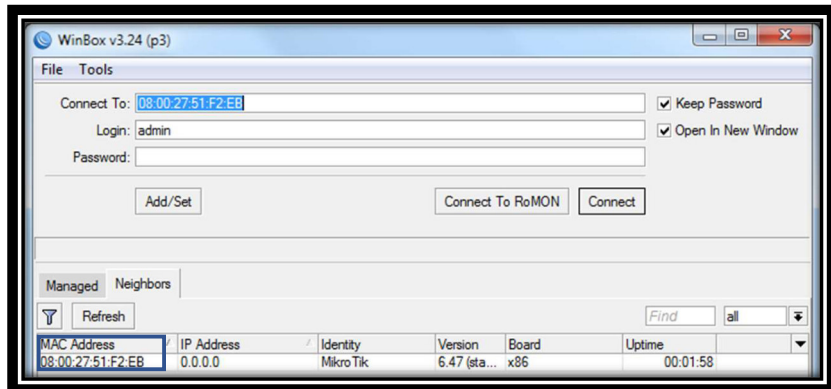 WinBox v3.24 (p3)
File Tools
Connect To: 08:00:27:51:F2:EB
Keep Password
Login: admin
Open In New Window
Password:
Add/Set Connect To RoMON Connect
Managed Neighbors
Refresh Find all
MAC Address IP Address Identity Version Board Uptime
08:00:27:51:F2:EB 0.0.0.0 MikroTik 6.47 (sta... x86 00:01:58